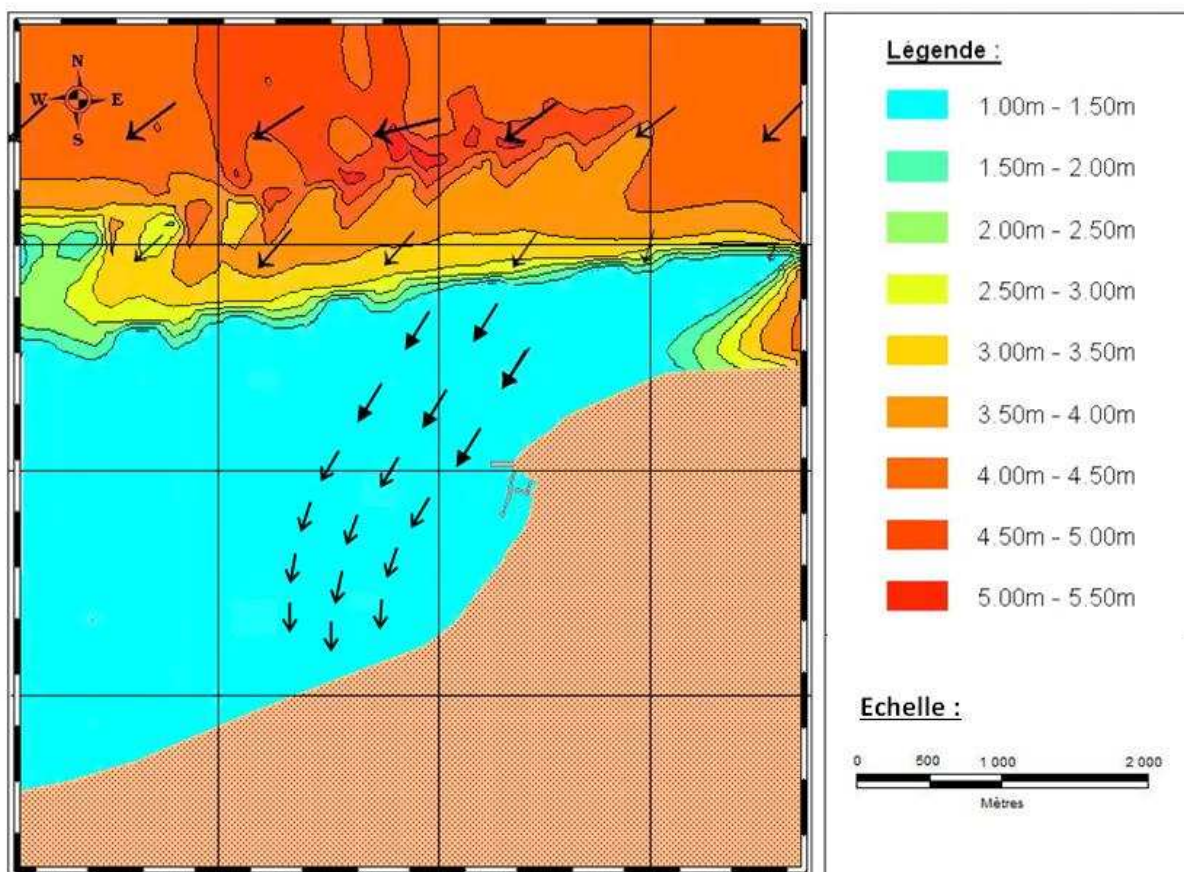 N
W E
S
Légende :
1.00m - 1.50m
1.50m - 2.00m
2.00m - 2.50m
2.50m - 3.00m
3.00m - 3.50m
3.50m - 4.00m
4.00m - 4.50m
4.50m - 5.00m
5.00m - 5.50m
Echelle :
0 500 1 000 2 000
Mètres